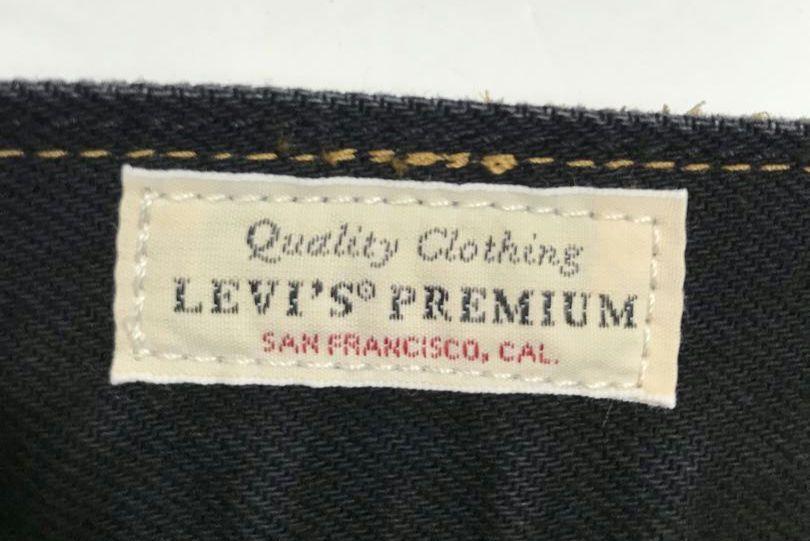 Quality Clothing
LEVI'S® PREMIUM
SAN FRANCISCO, CAL.